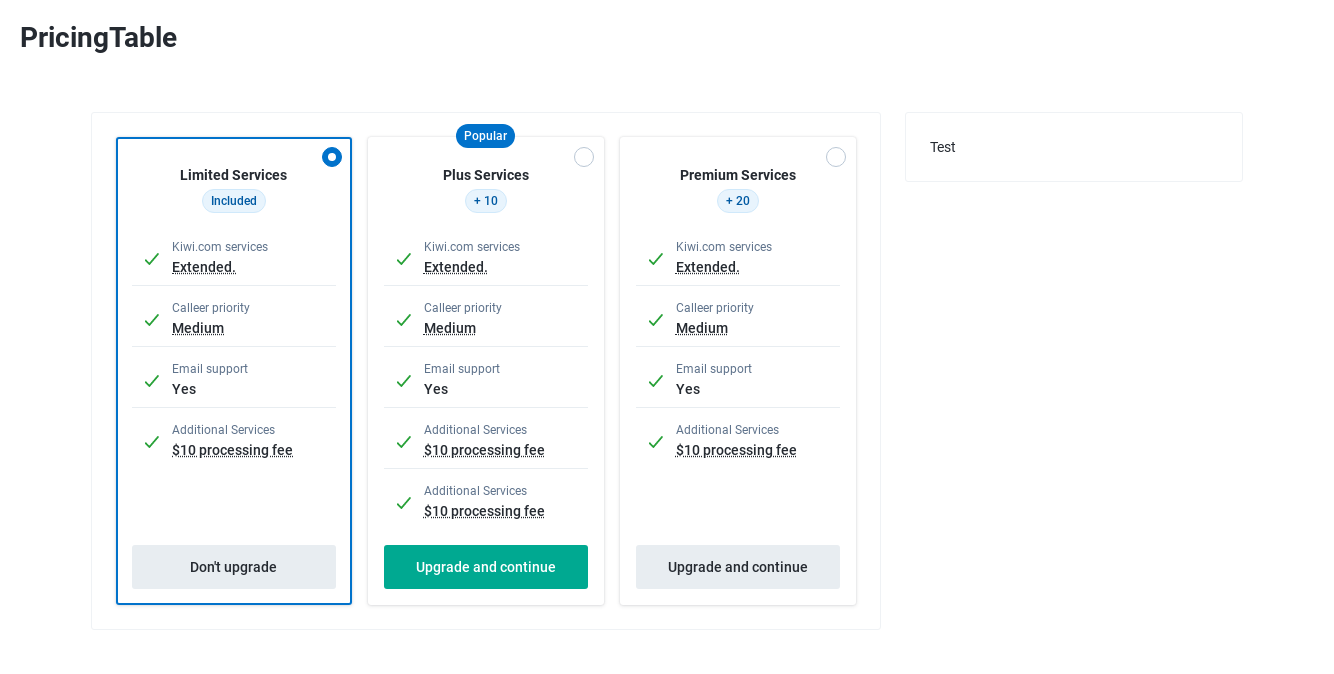 PricingTable
Limited Services
Included
Kiwi.com services
Extended.
Calleer priority
Medium
Email support
Yes
Additional Services
$10 processing fee
Don't upgrade
Popular
Plus Services
+ 10
Kiwi.com services
Extended.
Calleer priority
Medium
Email support
Yes
Additional Services
$10 processing fee
Additional Services
$10 processing fee
Upgrade and continue
Premium Services
+ 20
Kiwi.com services
Extended.
Calleer priority
Medium
Email support
Yes
Additional Services
$10 processing fee
Upgrade and continue
Test